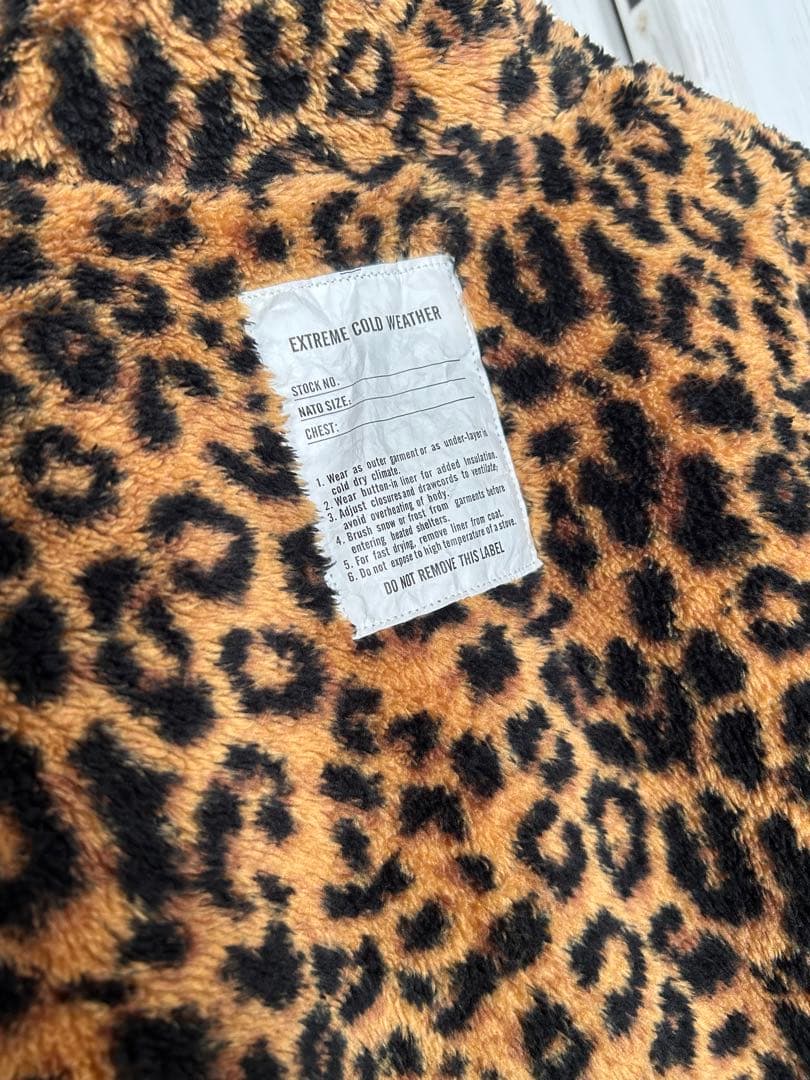 EXTREME COLD WEATHER
STOCK NO.
NATO SIZE:
CHEST:
1. Wear as outer garment or as under-layer in
cold dry climate.
2. Wear button-in liner for added Insulation.
3. Adjust closures and drawcords to ventilate,
avoid overheating of body.
4. Brush snow or frost from garments before
entering heated shelters.
5. For fast drying, remove liner from coat.
6. Do not expose to high temperature of a stove.
DO NOT REMOVE THIS LABEL